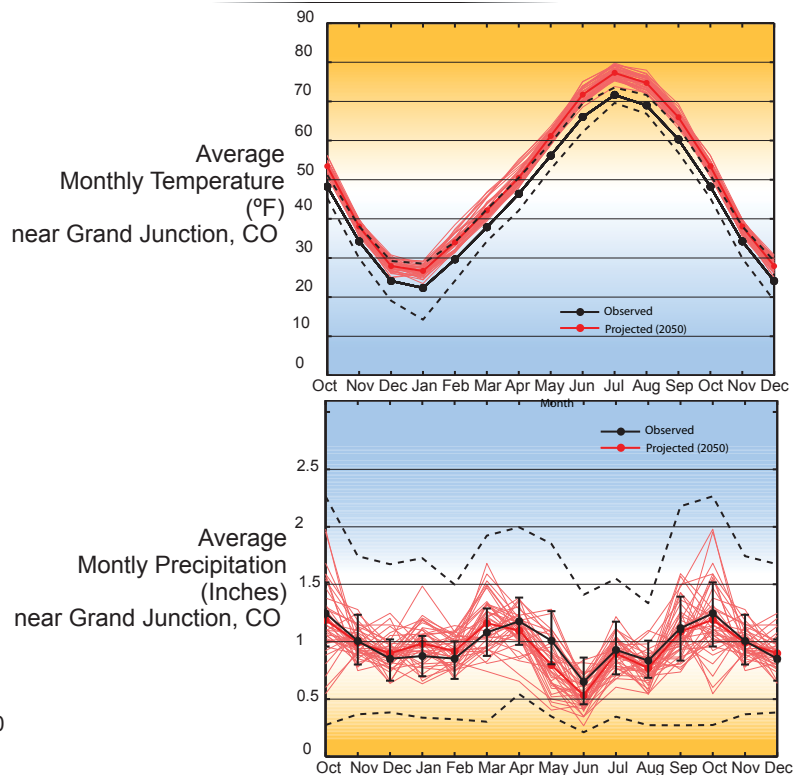 90
80
70
60
50
40
30
20
10
0
Average
Monthly Temperature
(ºF)
near Grand Junction, CO
Observed
Projected (2050)
Oct Nov Dec Jan Feb Mar Apr May Jun Jul Aug Sep Oct Nov Dec
Month
2.5
2
1.5
1
0.5
0
Average
Montly Precipitation
(Inches)
near Grand Junction, CO
Observed
Projected (2050)
0
Oct Nov Dec Jan Feb Mar Apr May Jun Jul Aug Sep Oct Nov Dec